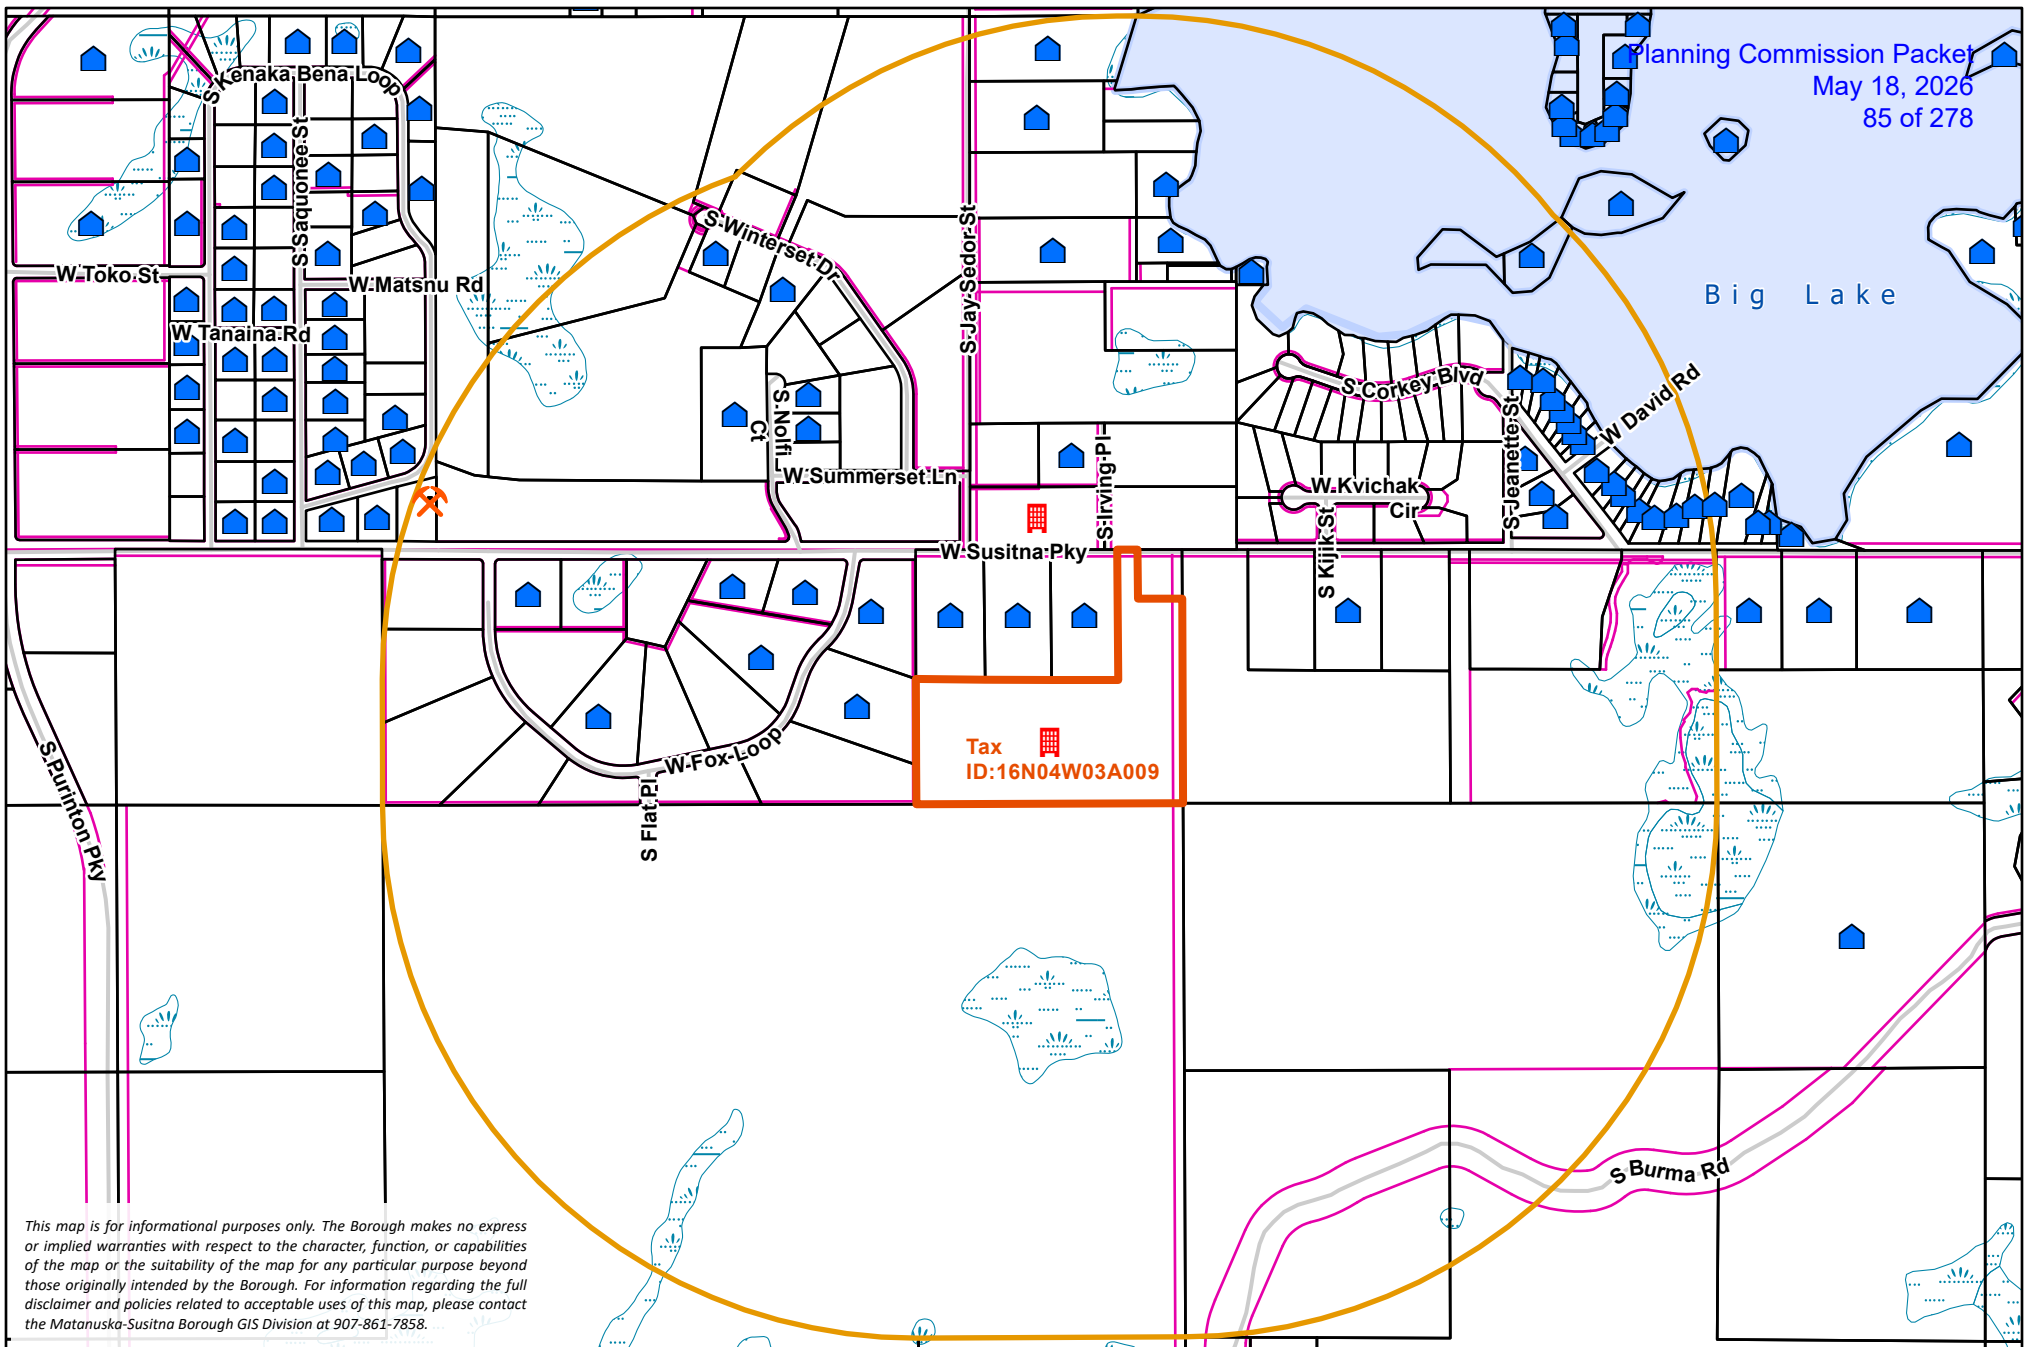 Planning Commission Packet
May 18, 2026
85 of 278
S Kenaka Bena Loop
S Saquonee St
W Toko St
W Matsnu Rd
W Tanaina Rd
S Winterset Dr
S Jay Sedor St
Big Lake
S Corkey Blvd
W David Rd
S Jeanette St
S Nolfi
Ct
W Summerset Ln
S Irving Pl
W Kvichak
Cir
S Kijik St
W Susitna Pky
S Purinton Pky
W Fox Loop
S Flat Pl
Tax
ID:16N04W03A009
S Burma Rd
This map is for informational purposes only. The Borough makes no express
or implied warranties with respect to the character, function, or capabilities
of the map or the suitability of the map for any particular purpose beyond
those originally intended by the Borough. For information regarding the full
disclaimer and policies related to acceptable uses of this map, please contact
the Matanuska-Susitna Borough GIS Division at 907-861-7858.